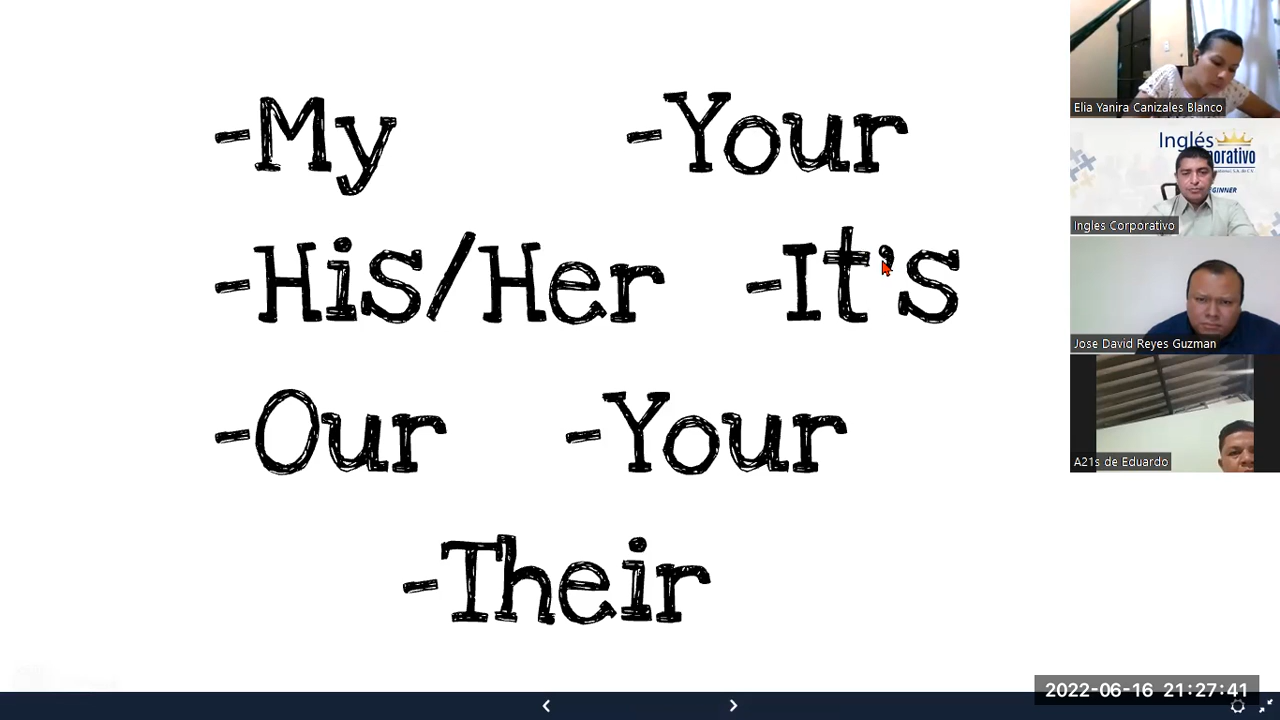 -My -Your
-His/Her -It's
-Our -Your
-Their
Elia Yanira Canizales Blanco
Inglés
Ingles Corporativo
Jose David Reyes Guzman
A21s de Eduardo
2022-06-16 21:27:41